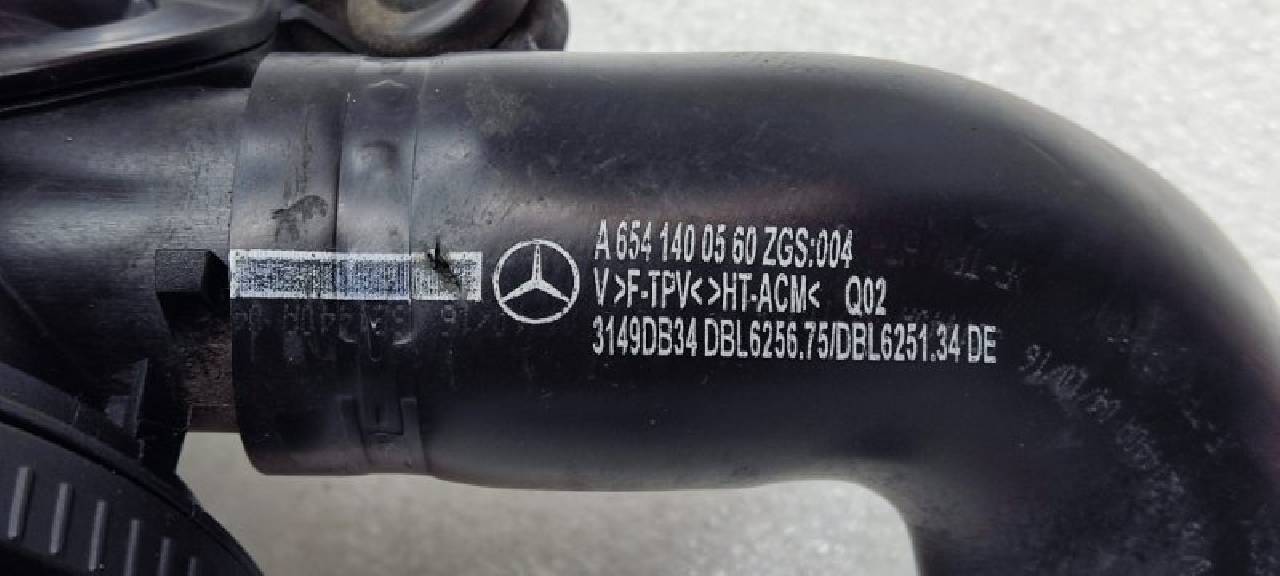 A 654 140 05 60 ZGS:004
V >F-TPV< >HT-ACM< Q02
3149DB34 DBL6256.75/DBL6251.34 DE